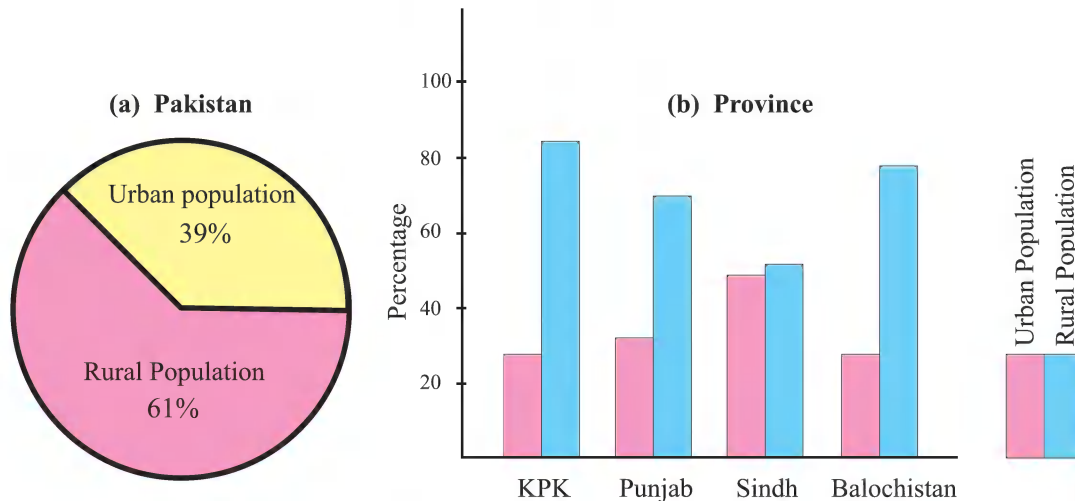 (a) Pakistan
Urban population
39%
Rural Population
61%
(b) Province
Percentage
100
80
60
40
20
KPK
Punjab
Sindh
Balochistan
Urban Population
Rural Population